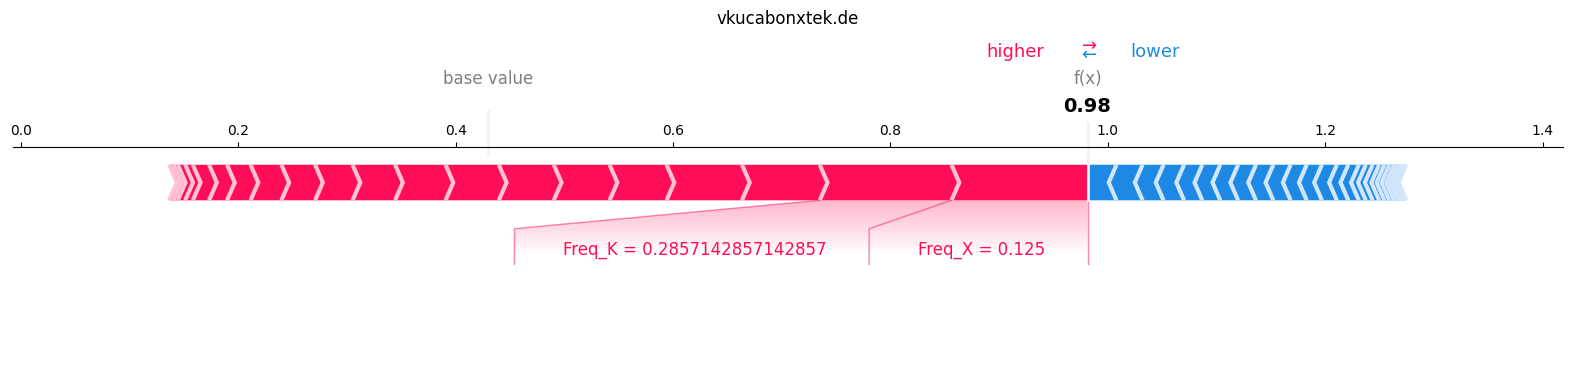 vkucabonxtek.de
higher ⇄ lower
base value
f(x)
0.98
0.0 0.2 0.4 0.6 0.8 1.0 1.2 1.4
Freq_K = 0.2857142857142857
Freq_X = 0.125